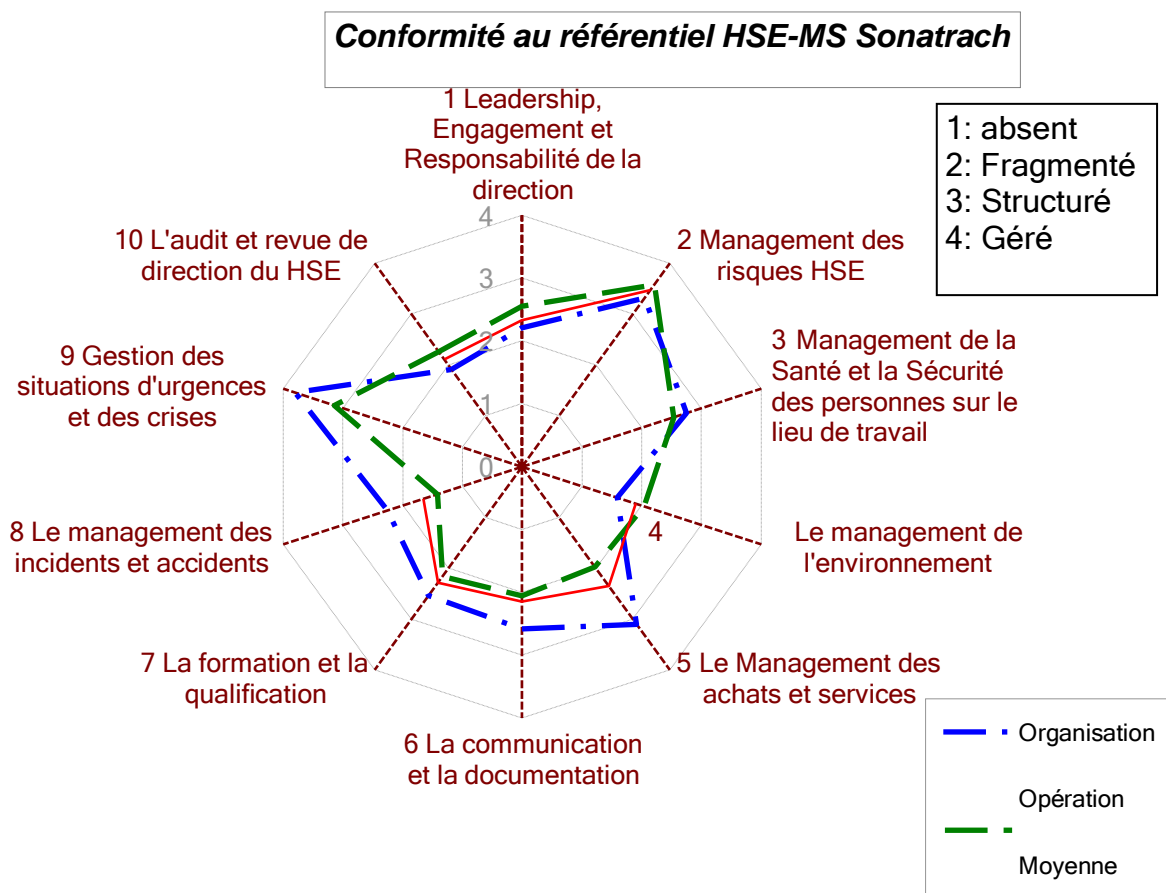 Conformité au référentiel HSE-MS Sonatrach
1 Leadership,
Engagement et
Responsabilité de la
direction
1: absent
2: Fragmenté
3: Structuré
4: Géré
10 L'audit et revue de
direction du HSE
2 Management des
risques HSE
9 Gestion des
situations d'urgences
et des crises
3 Management de la
Santé et la Sécurité
des personnes sur le
lieu de travail
4
3
2
1
0
8 Le management des
incidents et accidents
4
Le management de
l'environnement
7 La formation et la
qualification
5 Le Management des
achats et services
6 La communication
et la documentation
Organisation
Opération
Moyenne